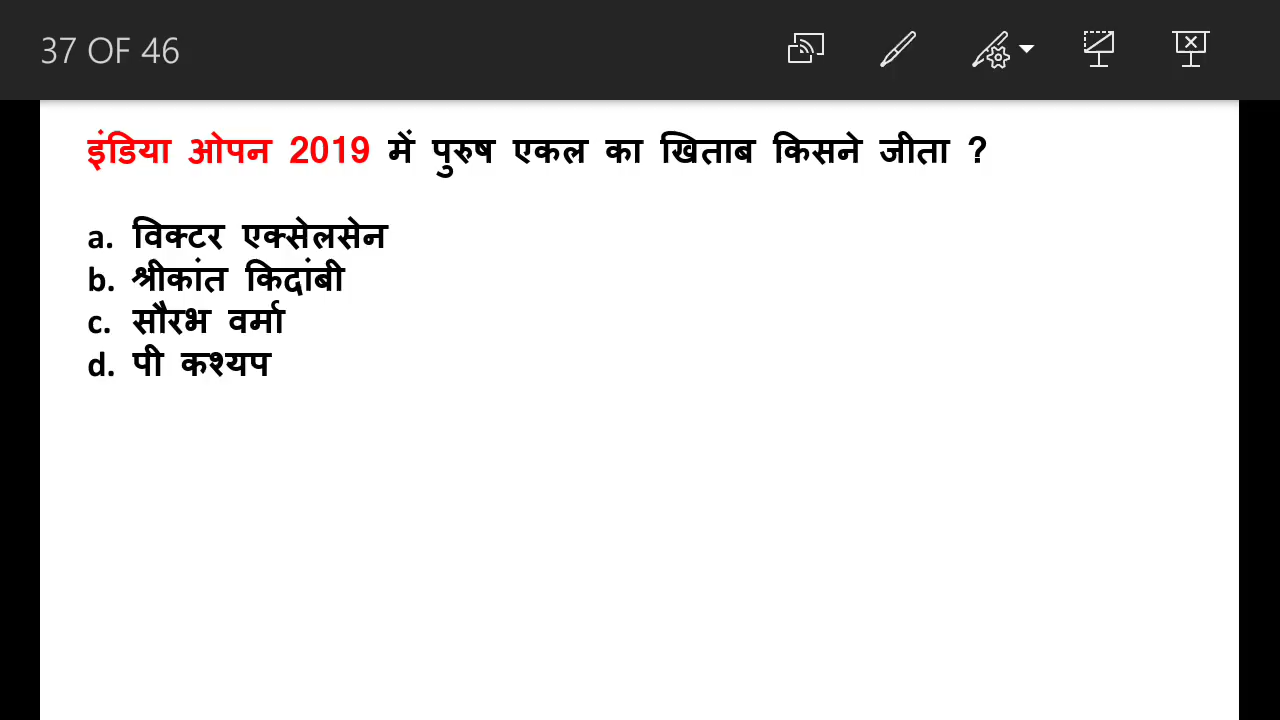 37 OF 46
इंडिया ओपन 2019 में पुरुष एकल का खिताब किसने जीता ?
a. विक्टर एक्सेलसेन
b. श्रीकांत किदांबी
c. सौरभ वर्मा
d. पी कश्यप